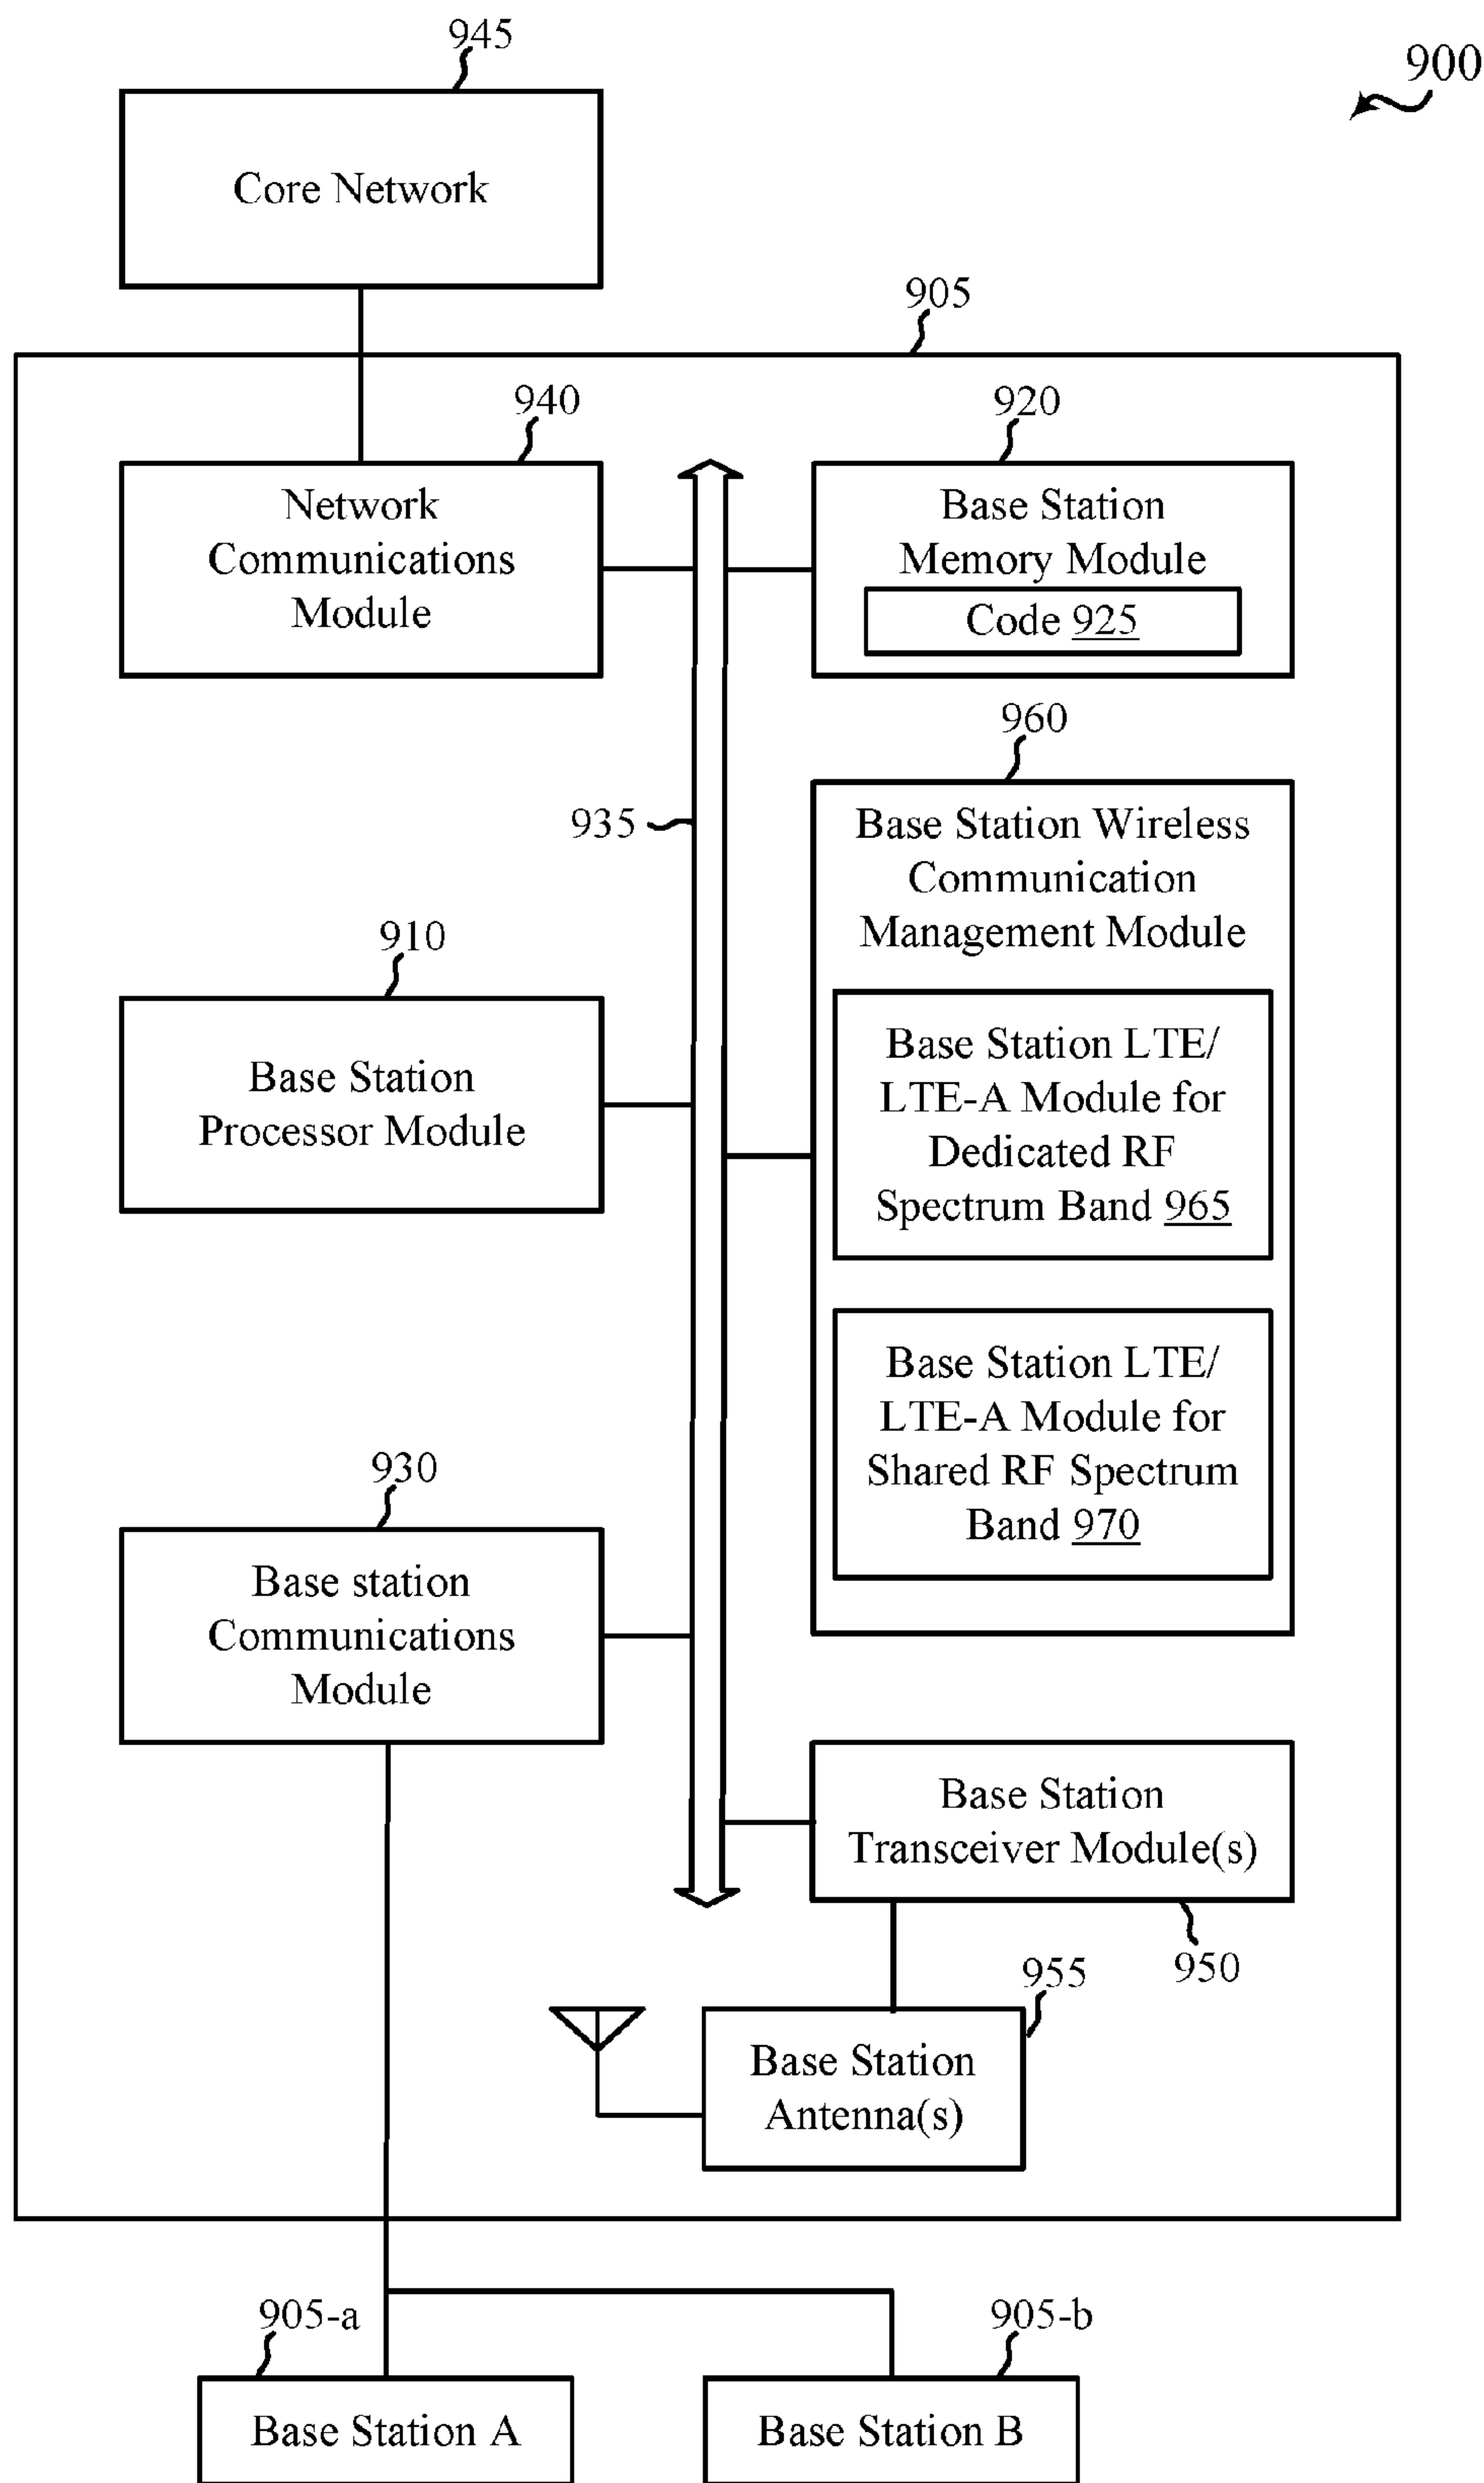 945
900
Core Network
905
940
920
Network
Communications
Module
Base Station
Memory Module
Code 925
960
935
Base Station Wireless
Communication
Management Module
910
Base Station
Processor Module
Base Station LTE/
LTE-A Module for
Dedicated RF
Spectrum Band 965
Base Station LTE/
LTE-A Module for
Shared RF Spectrum
Band 970
930
Base station
Communications
Module
Base Station
Transceiver Module(s)
950
955
Base Station
Antenna(s)
905-a
905-b
Base Station A
Base Station B